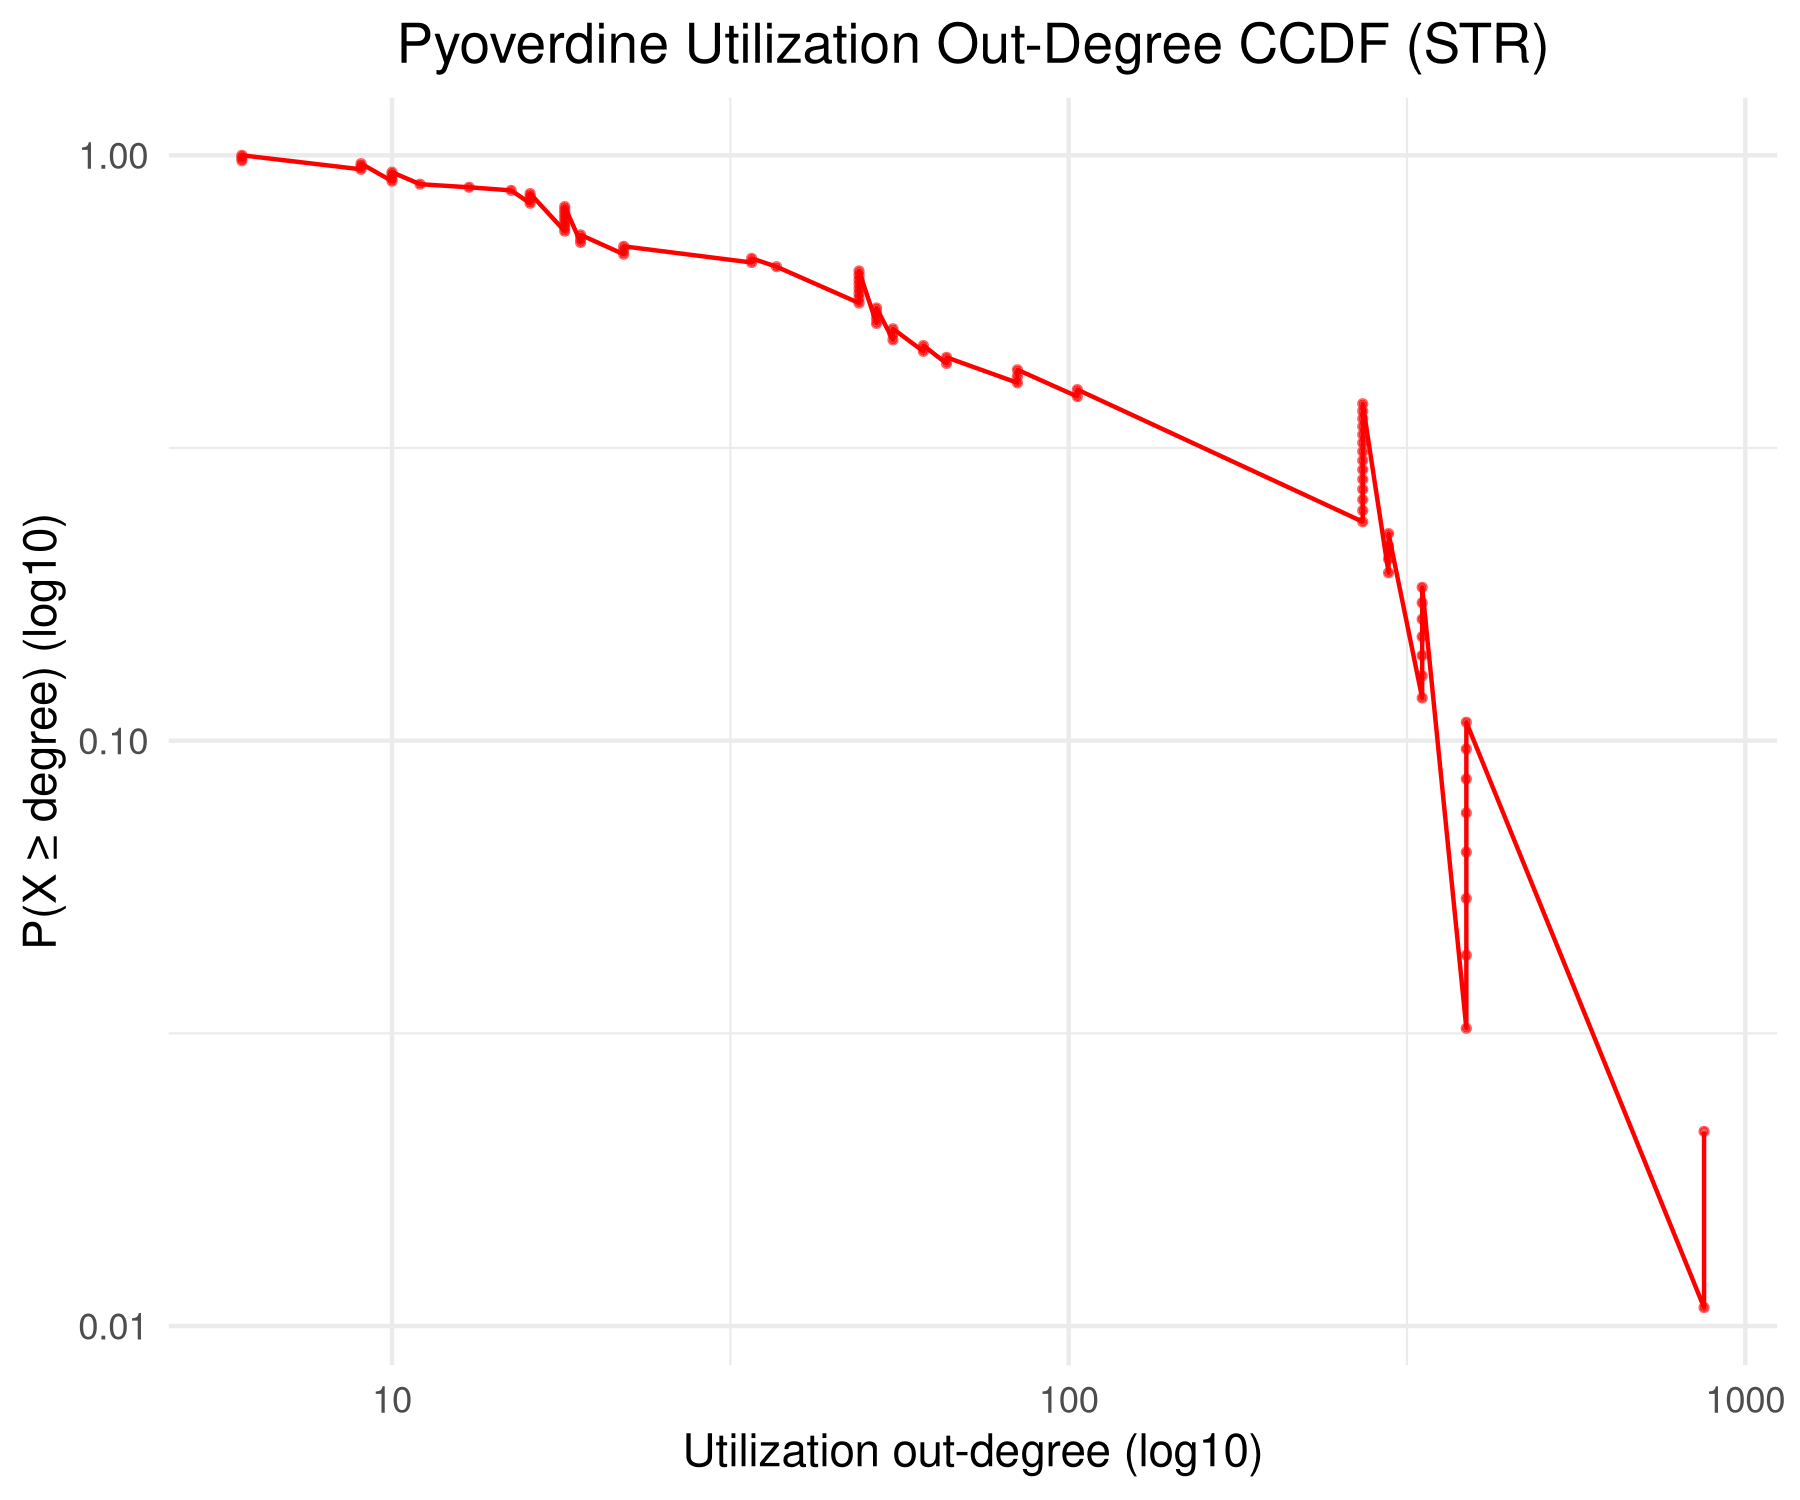 Pyoverdine Utilization Out-Degree CCDF (STR)
P(X ≥ degree) (log10)
1.00
0.10
0.01
10
100
1000
Utilization out-degree (log10)